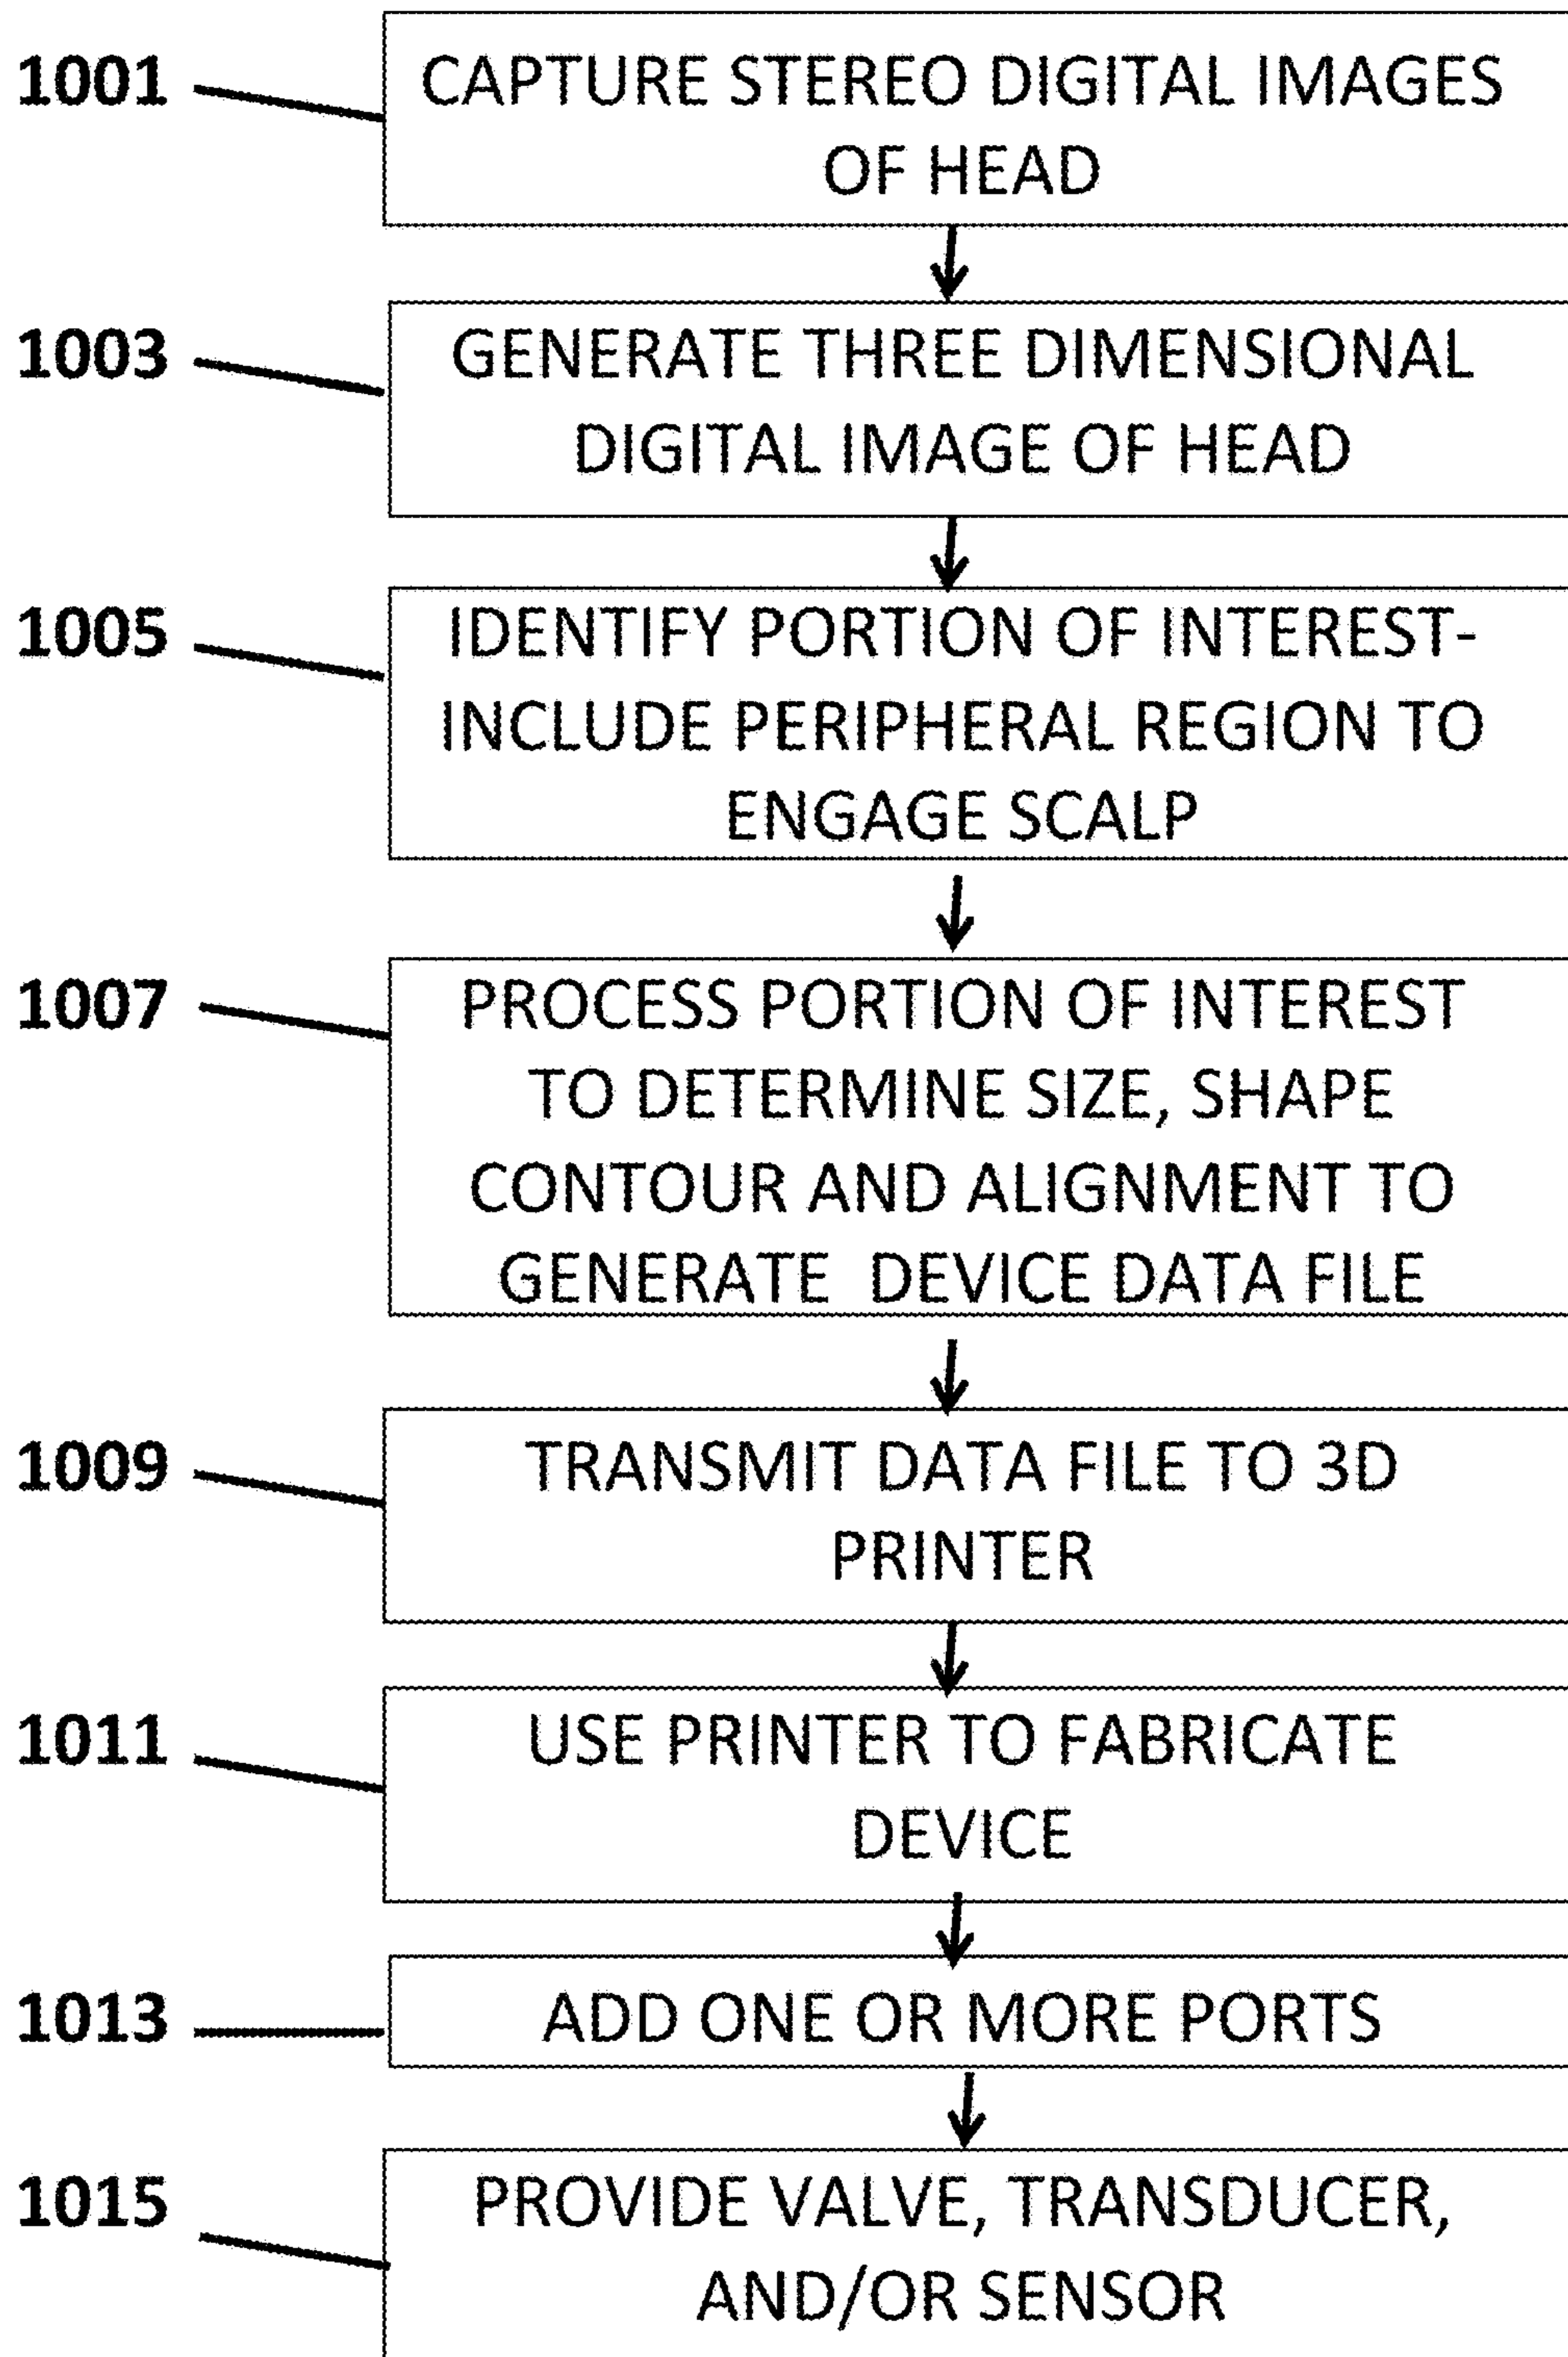 1001
CAPTURE STEREO DIGITAL IMAGES
OF HEAD
1003
GENERATE THREE DIMENSIONAL
DIGITAL IMAGE OF HEAD
1005
IDENTIFY PORTION OF INTEREST-
INCLUDE PERIPHERAL REGION TO
ENGAGE SCALP
1007
PROCESS PORTION OF INTEREST
TO DETERMINE SIZE, SHAPE
CONTOUR AND ALIGNMENT TO
GENERATE DEVICE DATA FILE
1009
TRANSMIT DATA FILE TO 3D
PRINTER
1011
USE PRINTER TO FABRICATE
DEVICE
1013
ADD ONE OR MORE PORTS
1015
PROVIDE VALVE, TRANSDUCER,
AND/OR SENSOR